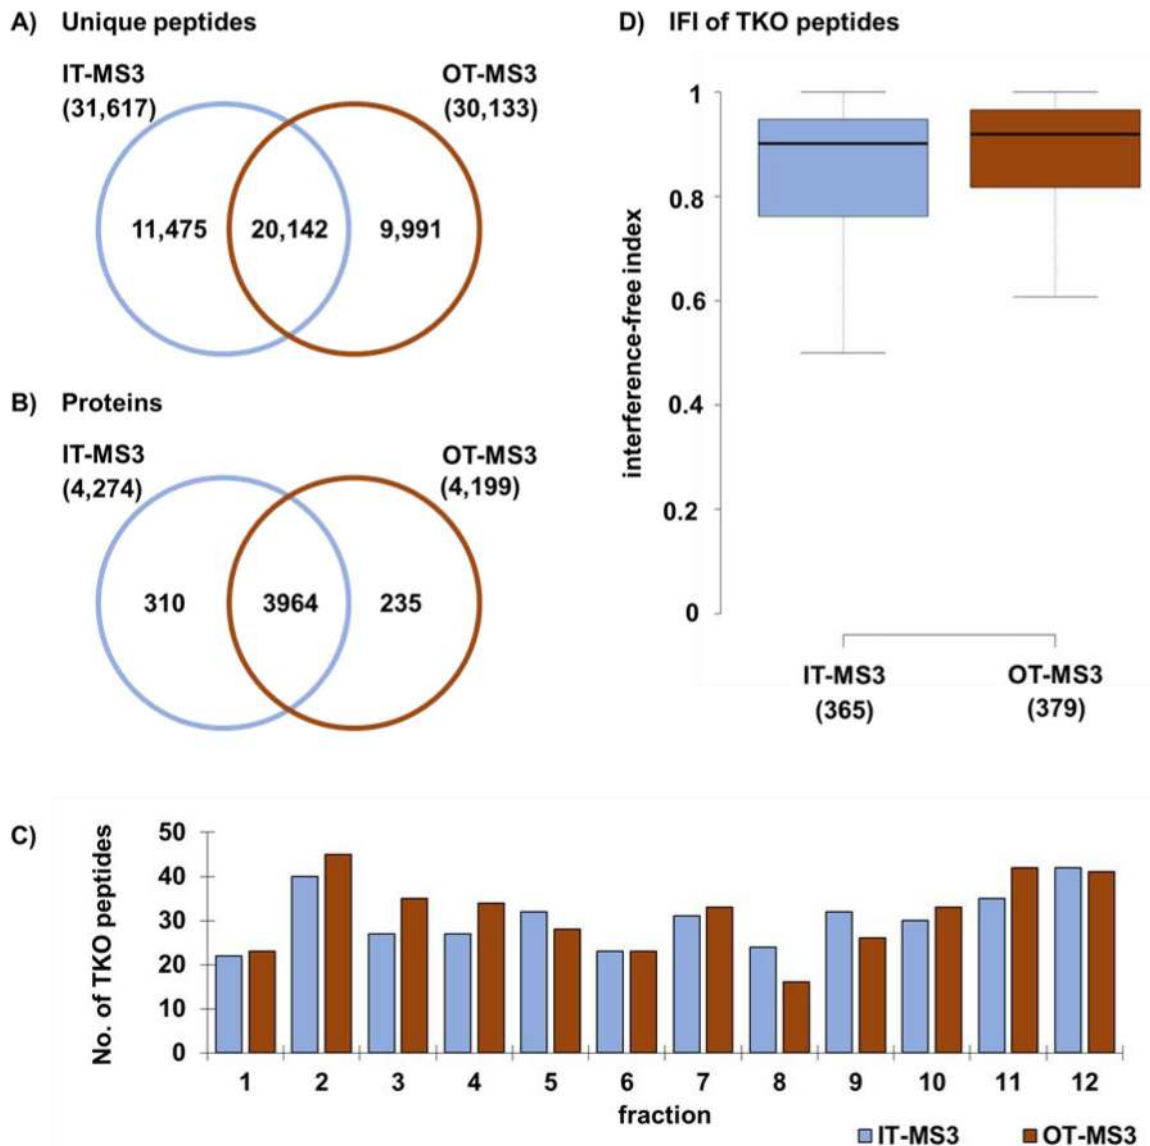 A) Unique peptides
IT-MS3
(31,617)
OT-MS3
(30,133)
11,475 20,142 9,991
B) Proteins
IT-MS3
(4,274)
OT-MS3
(4,199)
310 3964 235
D) IFI of TKO peptides
interference-free index
1
0.8
0.6
0.4
0.2
0
IT-MS3
(365)
OT-MS3
(379)
C)
No. of TKO peptides
50
40
30
20
10
0
1 2 3 4 5 6 7 8 9 10 11 12
fraction
IT-MS3 OT-MS3